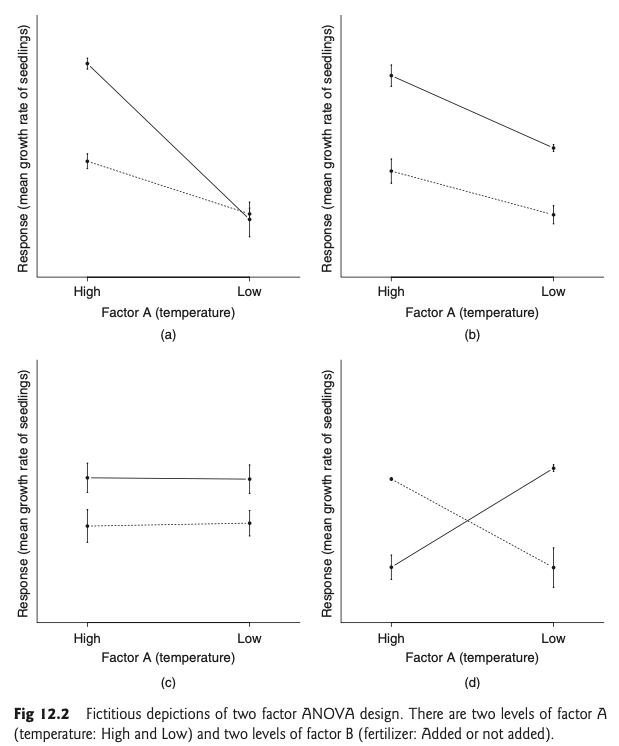 Response (mean growth rate of seedlings)
High
Low
Factor A (temperature)
(a)
Response (mean growth rate of seedlings)
High
Low
Factor A (temperature)
(b)
Response (mean growth rate of seedlings)
High
Low
Factor A (temperature)
(c)
Response (mean growth rate of seedlings)
High
Low
Factor A (temperature)
(d)
Fig 12.2 Fictitious depictions of two factor ANOVA design. There are two levels of factor A
(temperature: High and Low) and two levels of factor B (fertilizer: Added or not added).